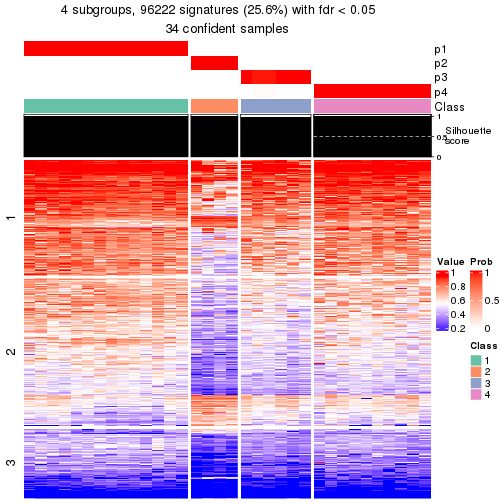 4 subgroups, 96222 signatures (25.6%) with fdr < 0.05
34 confident samples
p1
p2
p3
p4
Class
1
0.5
0
Silhouette
score
1
2
3
Value Prob
1 1
0.8
0.6 0.5
0.4
0.2 0
Class
1
2
3
4